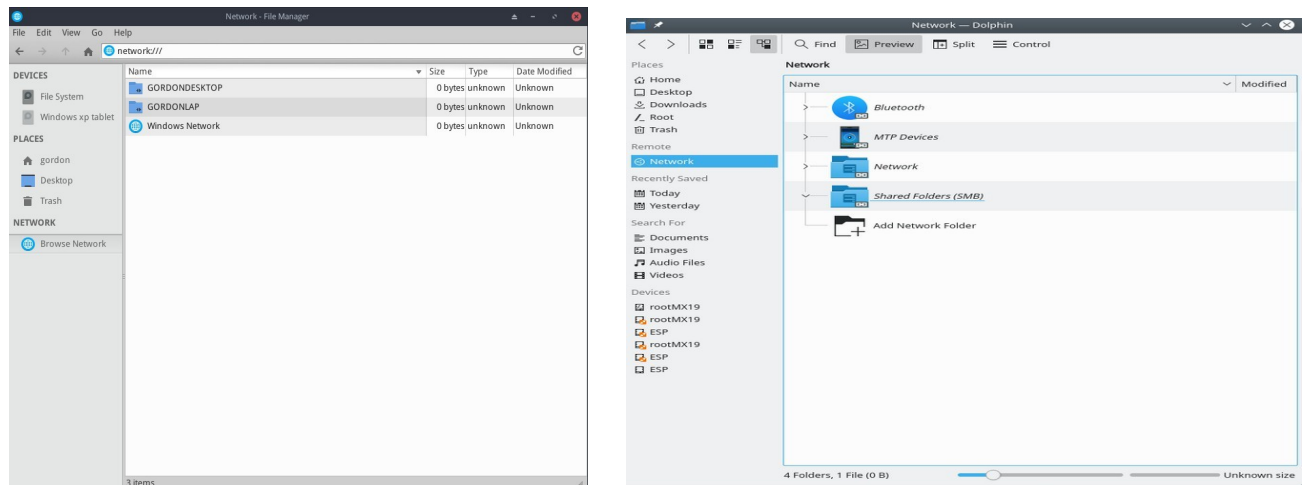 Network - File Manager
File Edit View Go Help
network:///
DEVICES
File System
Windows xp tablet
PLACES
gordon
Desktop
Trash
NETWORK
Browse Network
Name Size Type Date Modified
GORDONDESKTOP 0 bytes unknown Unknown
GORDONLAP 0 bytes unknown Unknown
Windows Network 0 bytes unknown Unknown
3 items
Network — Dolphin
Find Preview Split Control
Places
Home
Desktop
Downloads
Root
Trash
Remote
Network
Recently Saved
Today
Yesterday
Search For
Documents
Images
Audio Files
Videos
Devices
rootMX19
rootMX19
ESP
rootMX19
ESP
ESP
Network
Name Modified
Bluetooth
MTP Devices
Network
Shared Folders (SMB)
Add Network Folder
4 Folders, 1 File (0 B) Unknown size